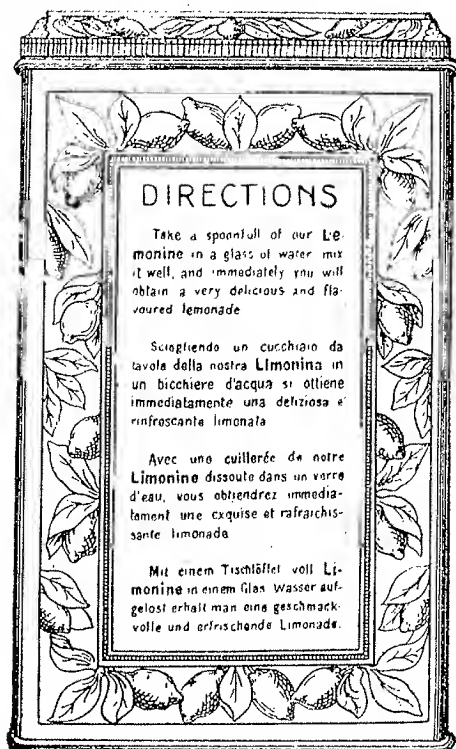 DIRECTIONS
Take a spoonfull of our Le-
monine in a glass of water mix
it well, and immediately you will
obtain a very delicious and fla-
voured lemonade
Sciogliendo un cucchiaio da
tavola della nostra Limonina in
un bicchiere d'acqua si ottiene
immediatamente una deliziosa e
rinfrescante limonata
Avec une cuillerée de notre
Limonine dissoute dans un verre
d'eau, vous obtiendrez immedia-
tament une exquise et rafraichis-
sante limonade
Mit einem Tischlöffel voll Li-
monine in einem Glas Wasser auf-
gelost erhalt man eine geschmack-
volle und erfrischende Limonade.